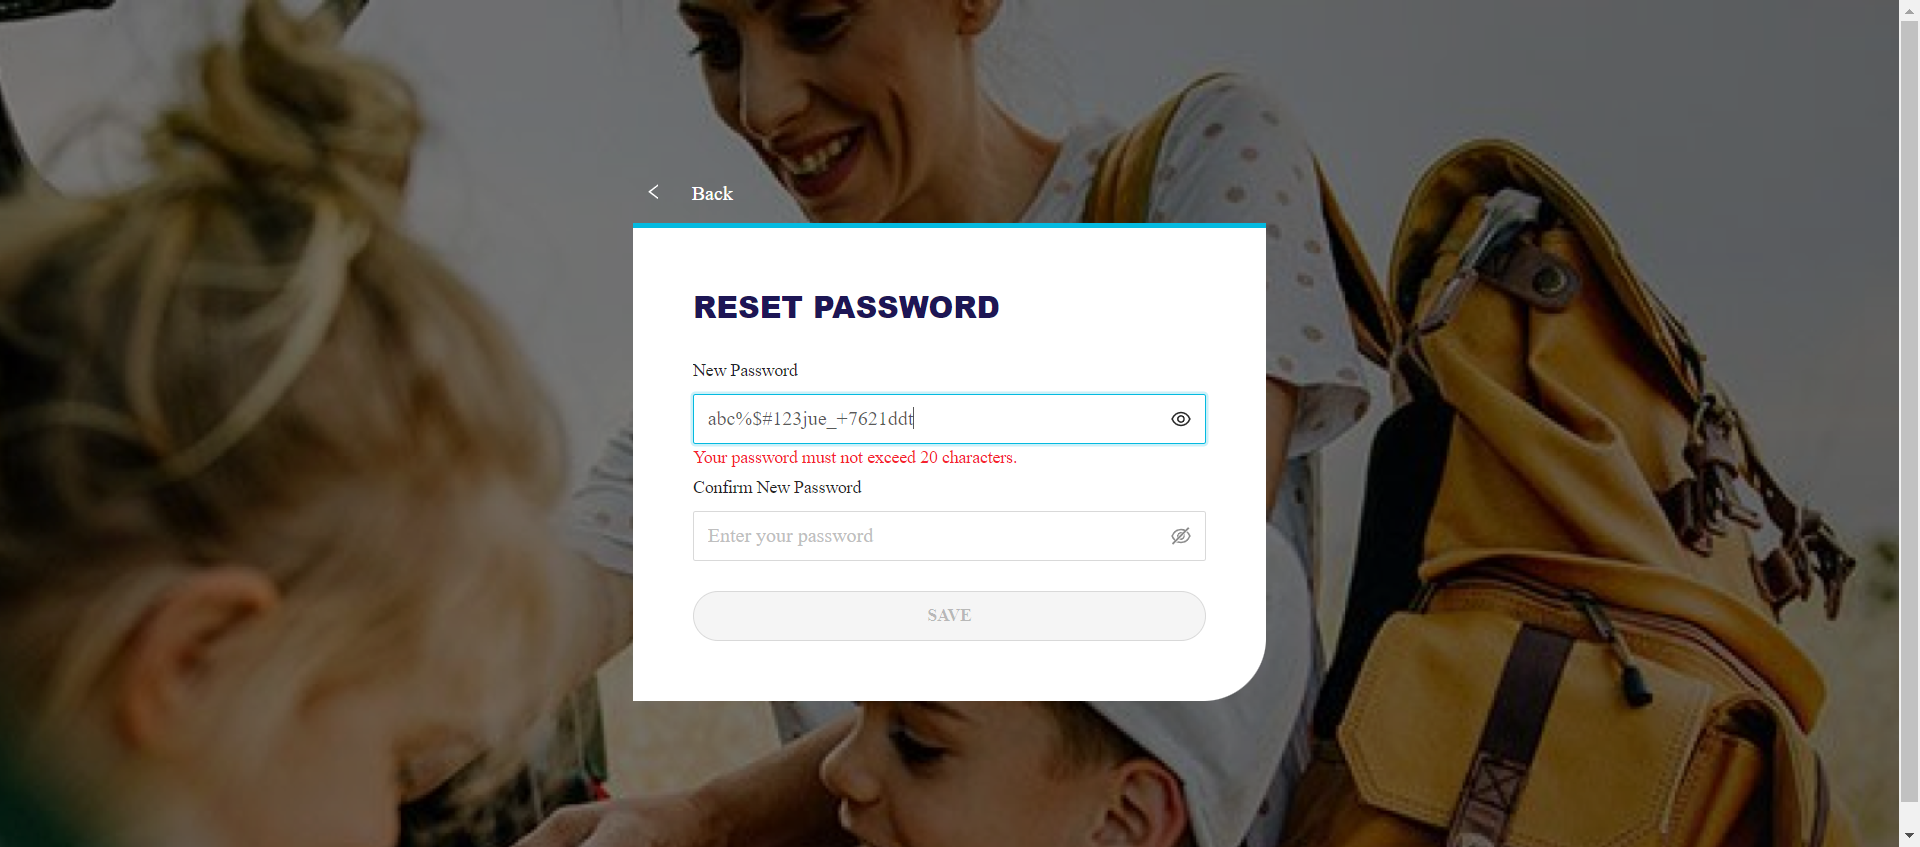 Back
RESET PASSWORD
New Password
abc%$#123jue_+7621ddt
Your password must not exceed 20 characters.
Confirm New Password
Enter your password
SAVE